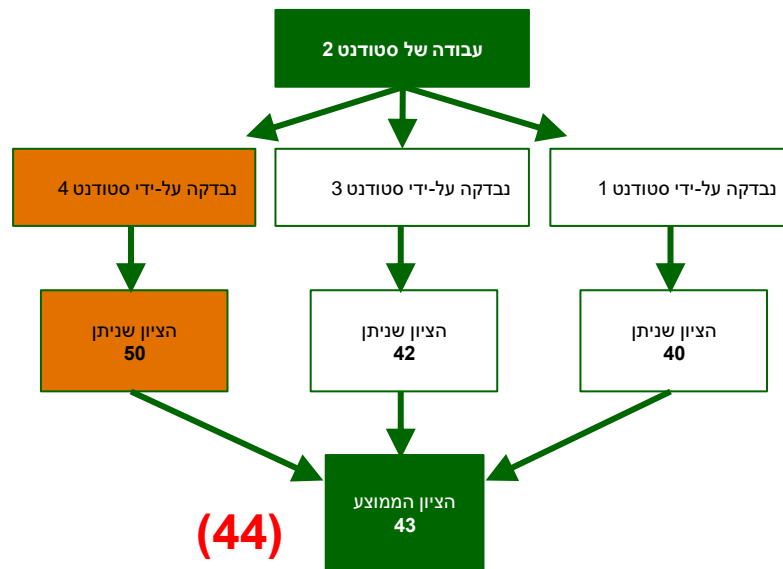 עבודה של סטודנט 2
נבדקה על-ידי סטודנט 1
נבדקה על-ידי סטודנט 3
נבדקה על-ידי סטודנט 4
הציון שניתן
40
הציון שניתן
42
הציון שניתן
50
הציון הממוצע
43
(44)